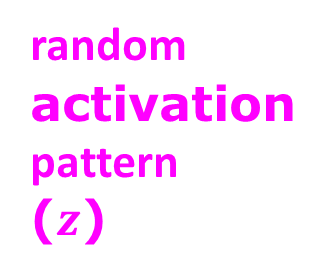 random
activation
pattern
(z)